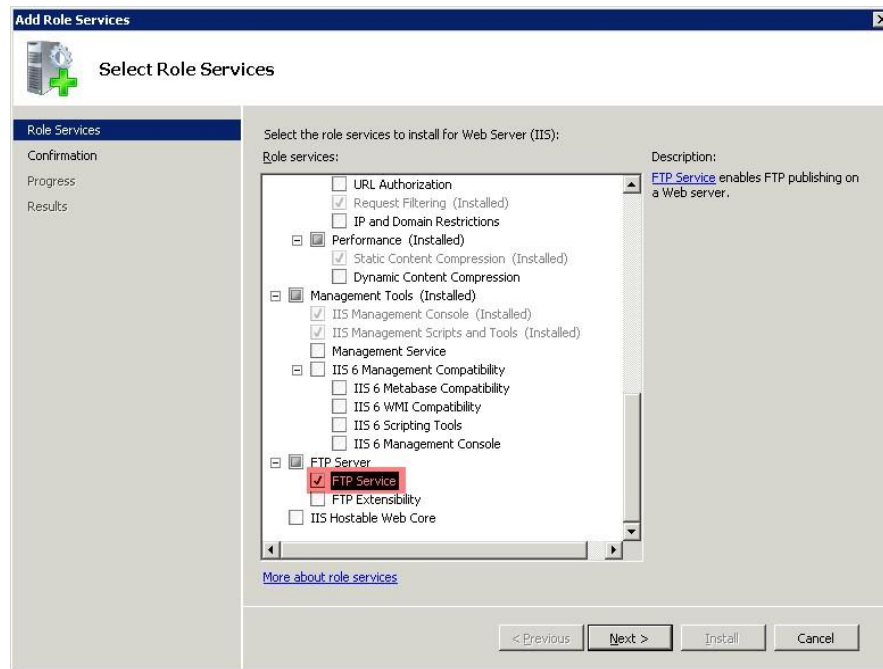 Add Role Services
Select Role Services
Role Services
Confirmation
Progress
Results
Select the role services to install for Web Server (IIS):
Role services:
URL Authorization
Request Filtering (Installed)
IP and Domain Restrictions
Performance (Installed)
Static Content Compression (Installed)
Dynamic Content Compression
Management Tools (Installed)
IIS Management Console (Installed)
IIS Management Scripts and Tools (Installed)
Management Service
IIS 6 Management Compatibility
IIS 6 Metabase Compatibility
IIS 6 WMI Compatibility
IIS 6 Scripting Tools
IIS 6 Management Console
FTP Server
FTP Service
FTP Extensibility
IIS Hostable Web Core
More about role services
Description:
FTP Service enables FTP publishing on
a Web server.
< Previous
Next >
Install
Cancel